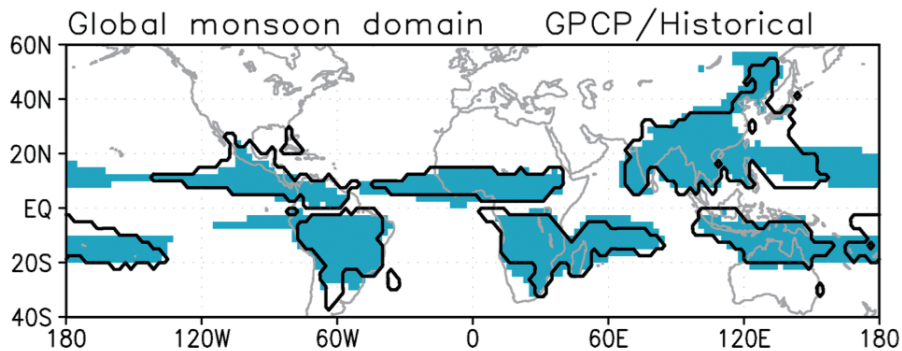 Global monsoon domain GPCP/Historical
60N
40N
20N
EQ
20S
40S
180 120W 60W 0 60E 120E 180